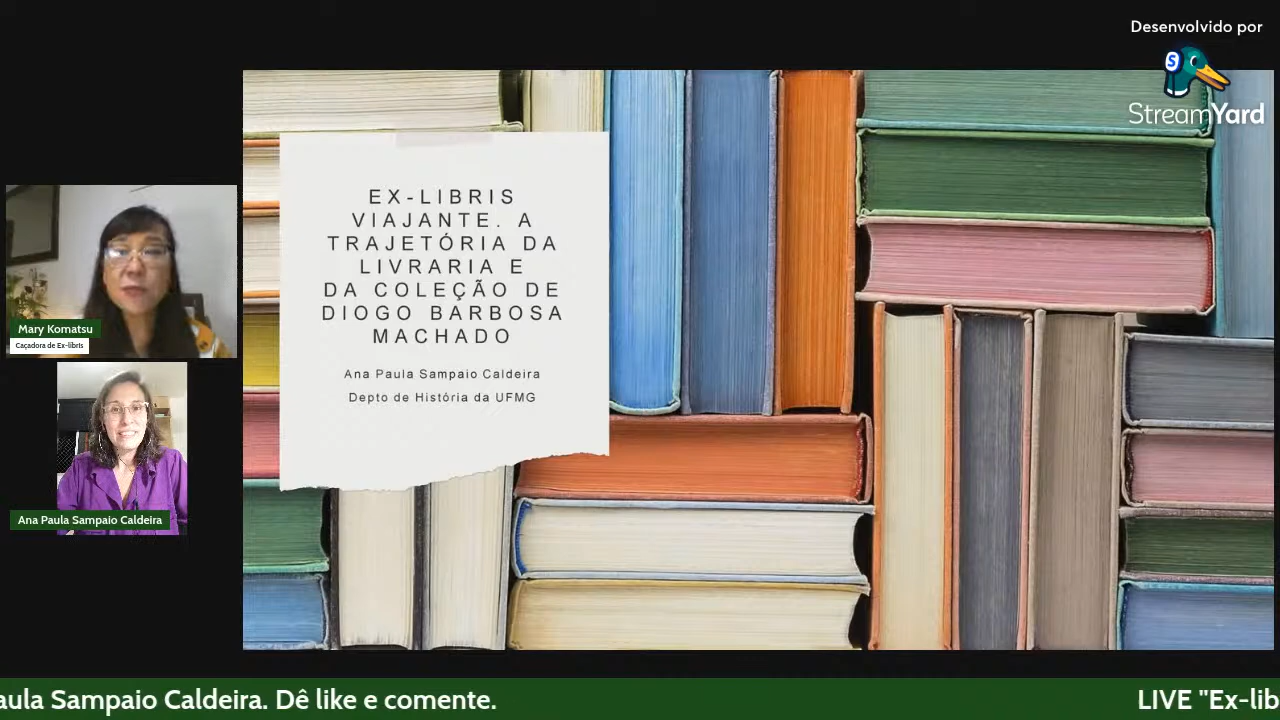 Desenvolvido por
StreamYard
EX-LIBRIS
VIAJANTE. A
TRAJETÓRIA DA
LIVRARIA E
DA COLEÇÃO DE
DIOGO BARBOSA
MACHADO
Ana Paula Sampaio Caldeira
Depto de História da UFMG
Mary Komatsu
Caçadora de Ex-libris
Ana Paula Sampaio Caldeira
aula Sampaio Caldeira. Dê like e comente.
LIVE "Ex-lib